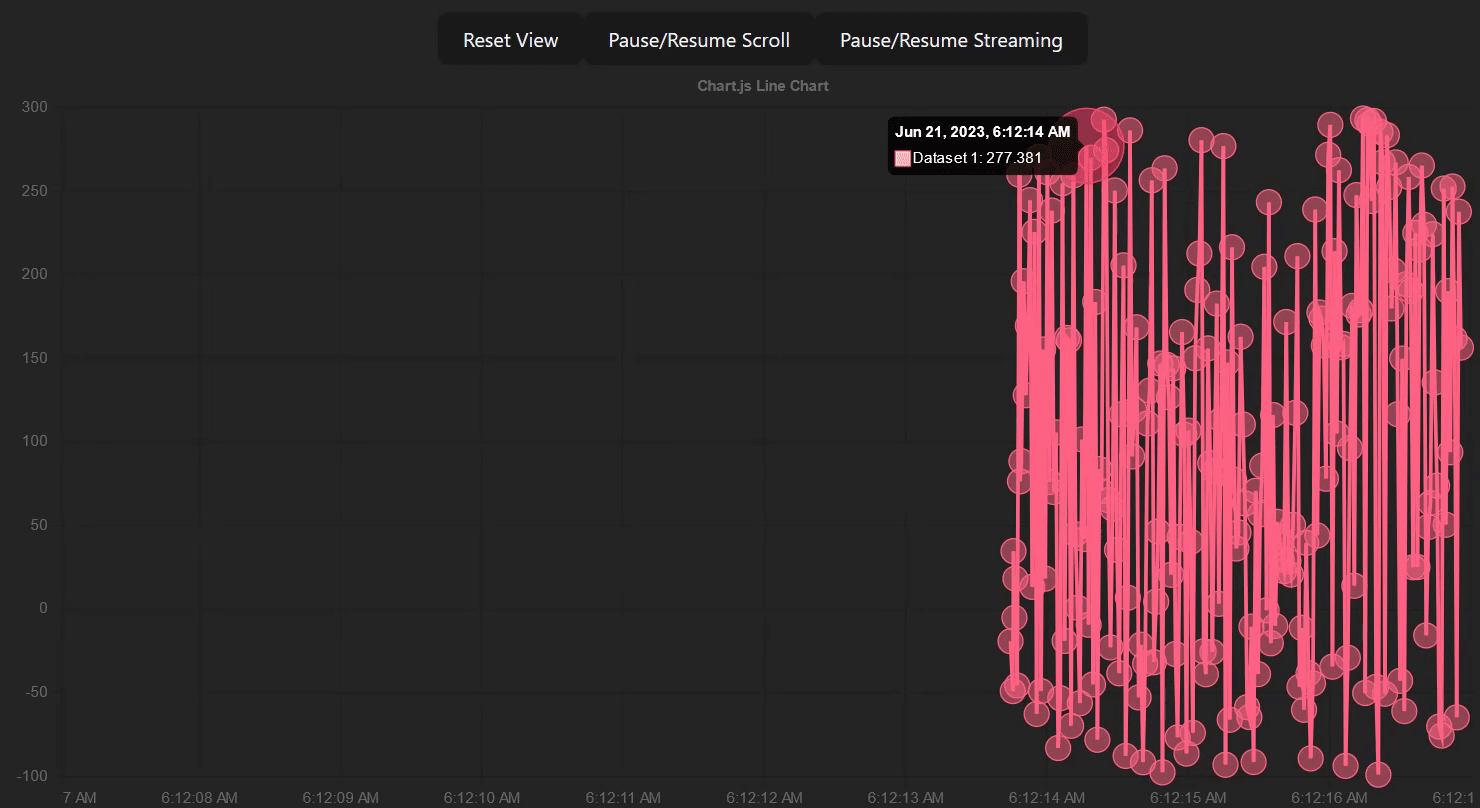 Reset View Pause/Resume Scroll Pause/Resume Streaming
Chart.js Line Chart
300
Jun 21, 2023, 6:12:14 AM
Dataset 1: 277.381
250
200
150
100
50
0
-50
-100
7 AM 6:12:08 AM 6:12:09 AM 6:12:10 AM 6:12:11 AM 6:12:12 AM 6:12:13 AM 6:12:14 AM 6:12:15 AM 6:12:16 AM 6:12:1